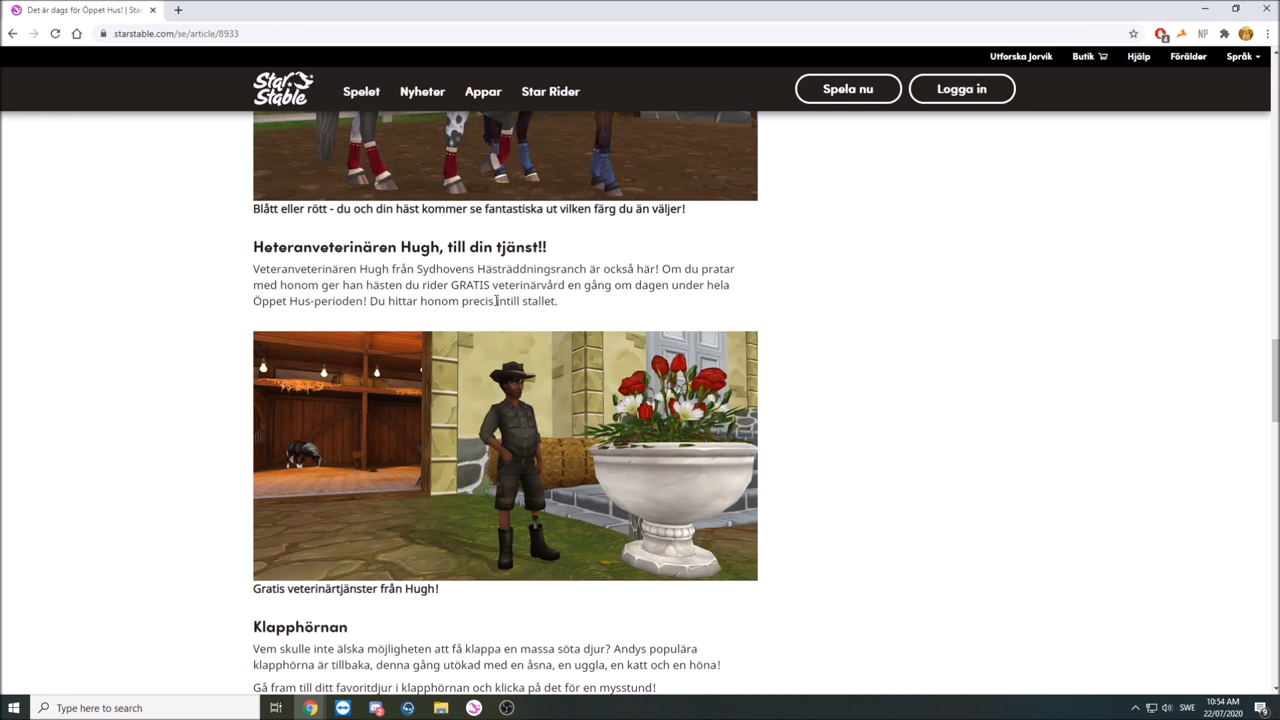 Det är dags för Öppet Hus! | Star
starstable.com/se/article/8933
4
NP
Utforska Jorvik Butik Hjälp Förälder Språk
Star Stable
Spelet Nyheter Appar Star Rider
Spela nu Logga in
Blått eller rött - du och din häst kommer se fantastiska ut vilken färg du än väljer!
Heteranveterinären Hugh, till din tjänst!!
Veteranveterinären Hugh från Sydhovens Hästräddningsranch är också här! Om du pratar
med honom ger han hästen du rider GRATIS veterinärvård en gång om dagen under hela
Öppet Hus-perioden! Du hittar honom precis intill stallet.
Gratis veterinärtjänster från Hugh!
Klapphörnan
Vem skulle inte älska möjligheten att få klappa en massa söta djur? Andys populära
klapphörna är tillbaka, denna gång utökad med en åsna, en uggla, en katt och en höna!
Gå fram till ditt favoritdjur i klapphörnan och klicka på det för en mysstund!
Type here to search
SWE
10:54 AM
22/07/2020
9